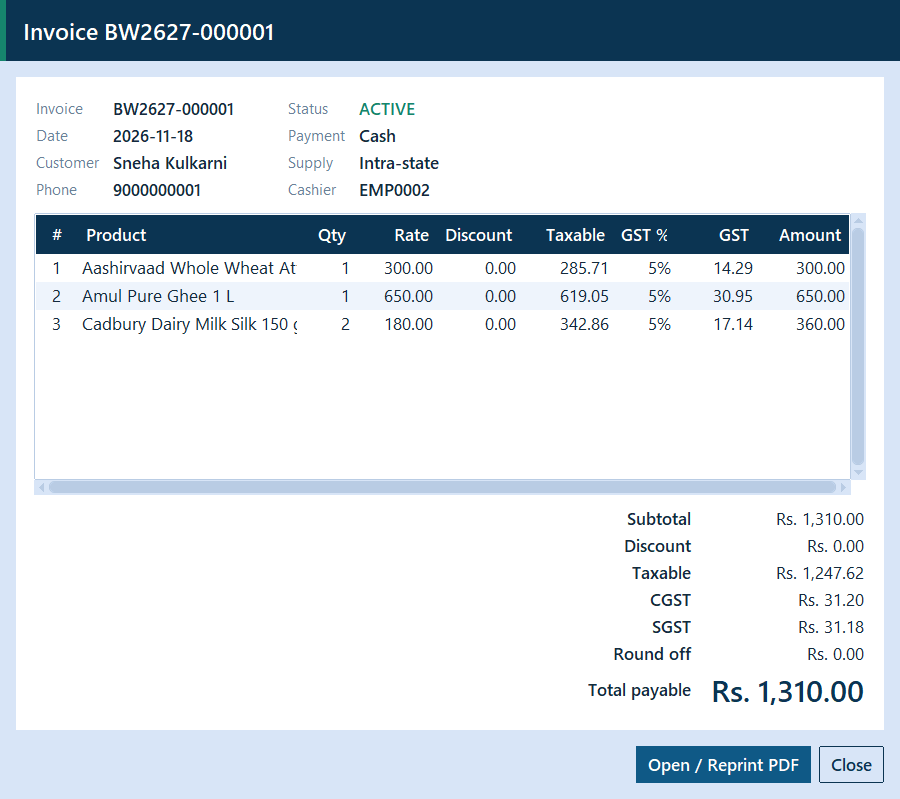 Invoice BW2627-000001
Invoice BW2627-000001 Status ACTIVE
Date 2026-11-18 Payment Cash
Customer Sneha Kulkarni Supply Intra-state
Phone 9000000001 Cashier EMP0002
# Product Qty Rate Discount Taxable GST % GST Amount
1 Aashirvaad Whole Wheat At 1 300.00 0.00 285.71 5% 14.29 300.00
2 Amul Pure Ghee 1 L 1 650.00 0.00 619.05 5% 30.95 650.00
3 Cadbury Dairy Milk Silk 150 2 180.00 0.00 342.86 5% 17.14 360.00
Subtotal Rs. 1,310.00
Discount Rs. 0.00
Taxable Rs. 1,247.62
CGST Rs. 31.20
SGST Rs. 31.18
Round off Rs. 0.00
Total payable Rs. 1,310.00
Open / Reprint PDF Close